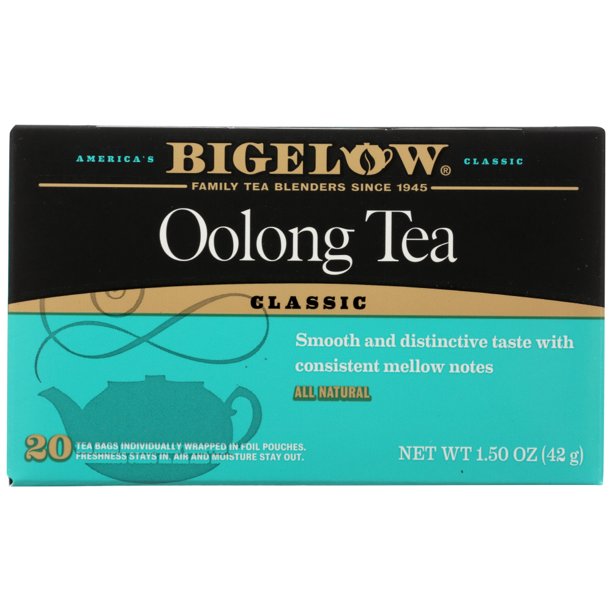 AMERICA'S BIGELOW® CLASSIC
FAMILY TEA BLENDERS SINCE 1945
Oolong Tea
CLASSIC
Smooth and distinctive taste with
consistent mellow notes
ALL NATURAL
20 TEA BAGS INDIVIDUALLY WRAPPED IN FOIL POUCHES.
FRESHNESS STAYS IN, AIR AND MOISTURE STAY OUT.
NET WT 1.50 OZ (42 g)